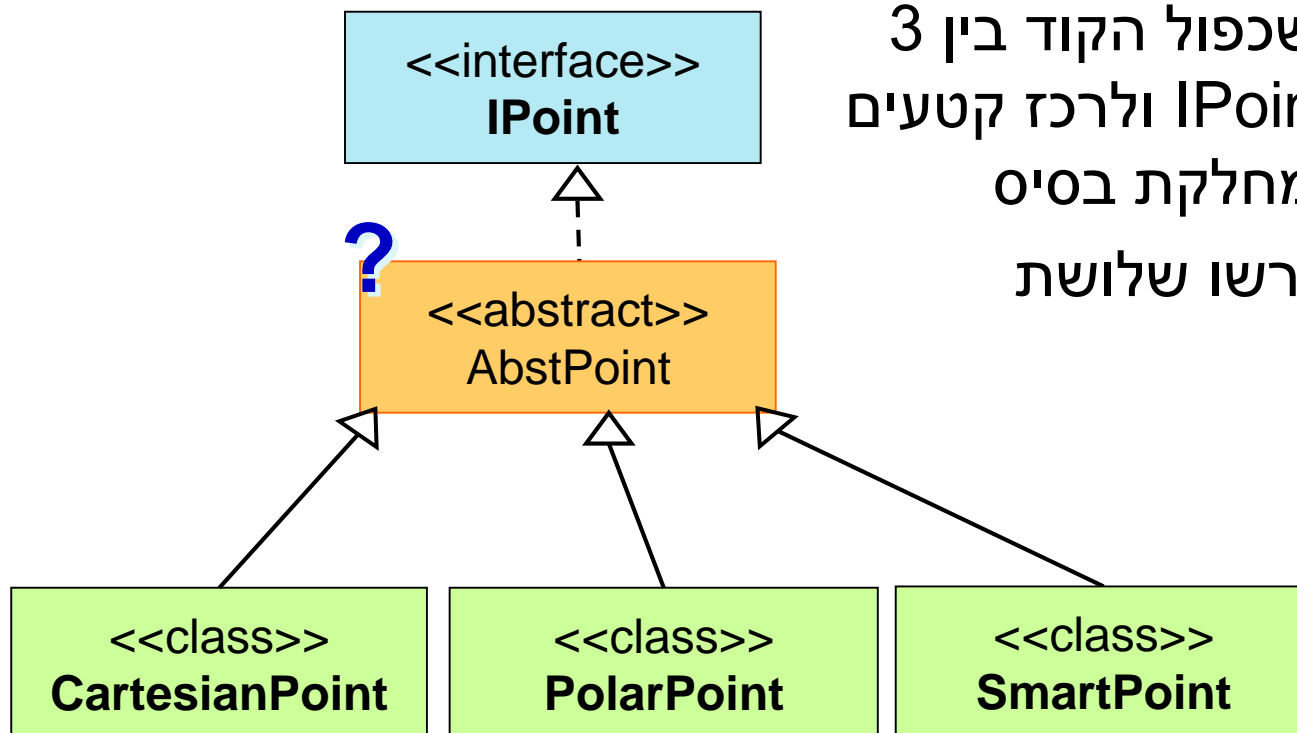 <<interface>>
IPoint
שכפול הקוד בין 3
ולרכז קטעים
מחלקת בסיס
שלושת
?
<<abstract>>
AbstPoint
<<class>>
CartesianPoint
<<class>>
PolarPoint
<<class>>
SmartPoint